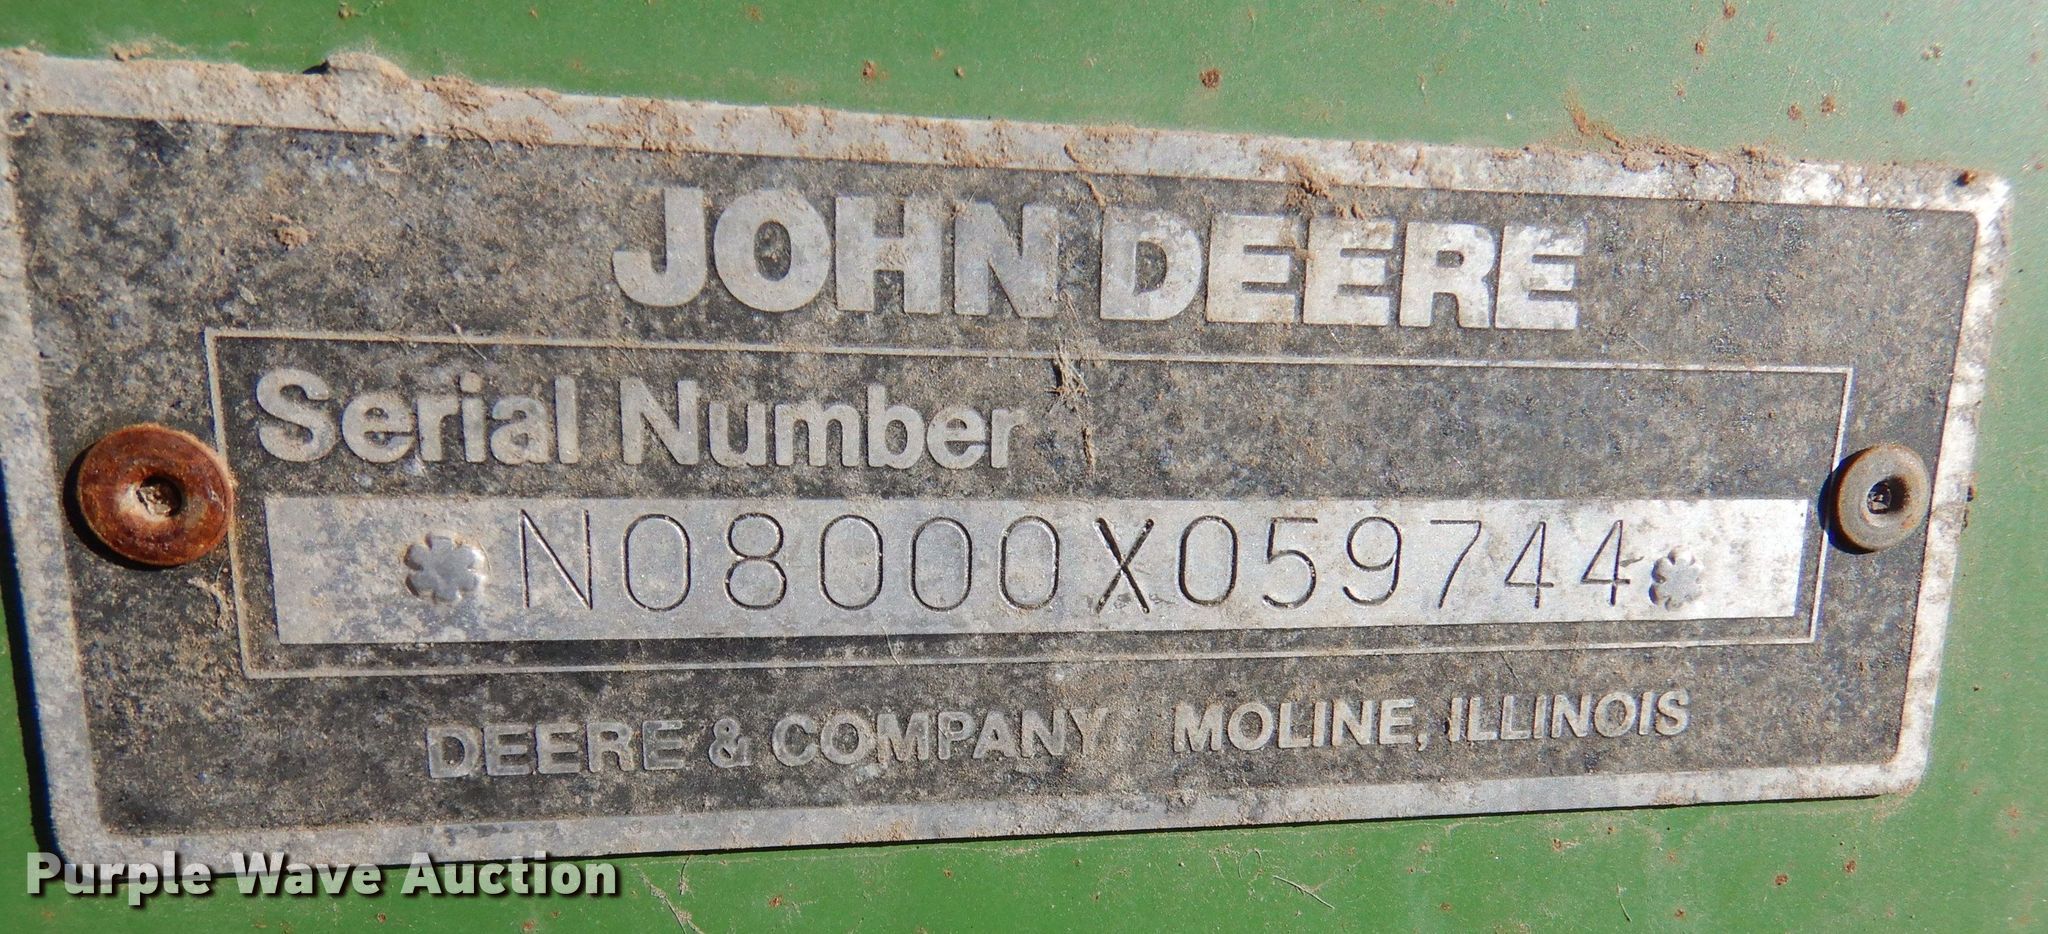 JOHN DEERE
Serial Number
*N08000X059744*
DEERE & COMPANY MOLINE, ILLINOIS
Purple Wave Auction